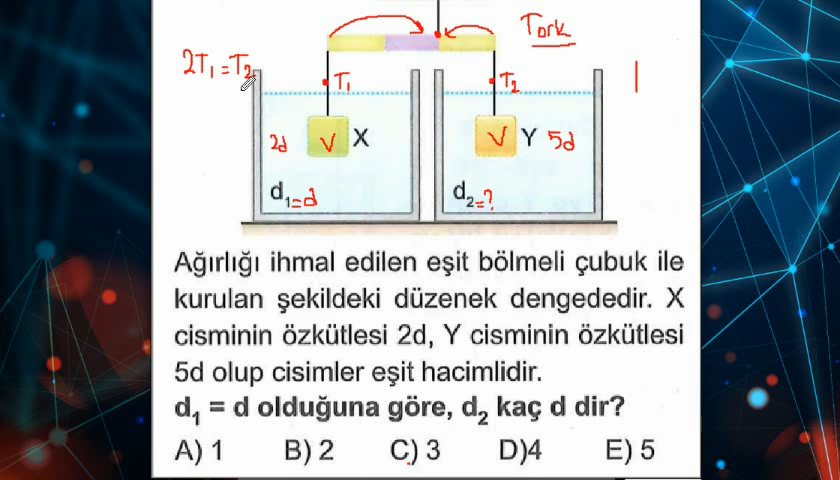 Tork
2T₁=T₂
T₁
T₂
2d V X
V Y 5d
d₁=d
d₂=?
Ağırlığı ihmal edilen eşit bölmeli çubuk ile
kurulan şekildeki düzenek dengededir. X
cisminin özkütlesi 2d, Y cisminin özkütlesi
5d olup cisimler eşit hacimlidir.
d₁ = d olduğuna göre, d₂ kaç d dir?
A) 1 B) 2 C) 3 D)4 E) 5